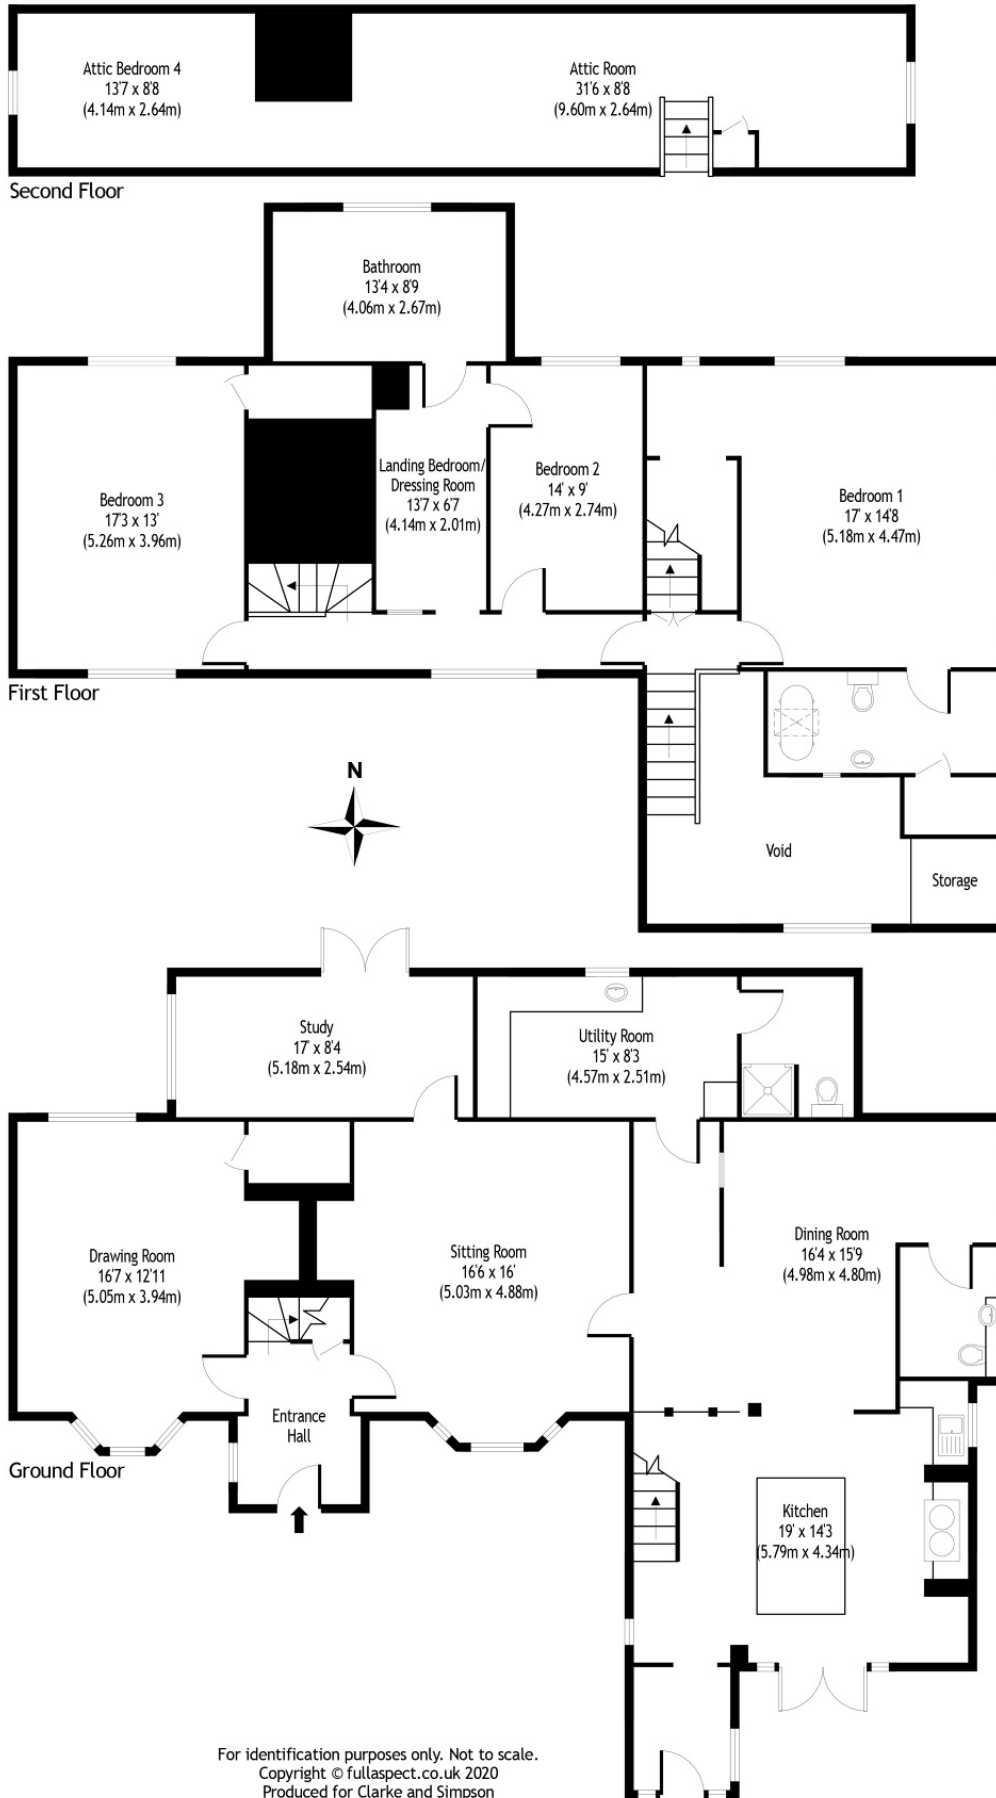 Attic Bedroom 4
13'7 x 8'8
(4.14m x 2.64m)
Attic Room
31'6 x 8'8
(9.60m x 2.64m)
Second Floor
Bathroom
13'4 x 8'9
(4.06m x 2.67m)
Bedroom 3
17'3 x 13'
(5.26m x 3.96m)
Landing Bedroom/
Dressing Room
13'7 x 6'7
(4.14m x 2.01m)
Bedroom 2
14' x 9'
(4.27m x 2.74m)
Bedroom 1
17' x 14'8
(5.18m x 4.47m)
First Floor
N
Void
Storage
Study
17' x 8'4
(5.18m x 2.54m)
Utility Room
15' x 8'3
(4.57m x 2.51m)
Drawing Room
16'7 x 12'11
(5.05m x 3.94m)
Sitting Room
16'6 x 16'
(5.03m x 4.88m)
Dining Room
16'4 x 15'9
(4.98m x 4.80m)
Entrance
Hall
Ground Floor
Kitchen
19' x 14'3
(5.79m x 4.34m)
For identification purposes only. Not to scale.
Copyright © fullaspect.co.uk 2020
Produced for Clarke and Simpson